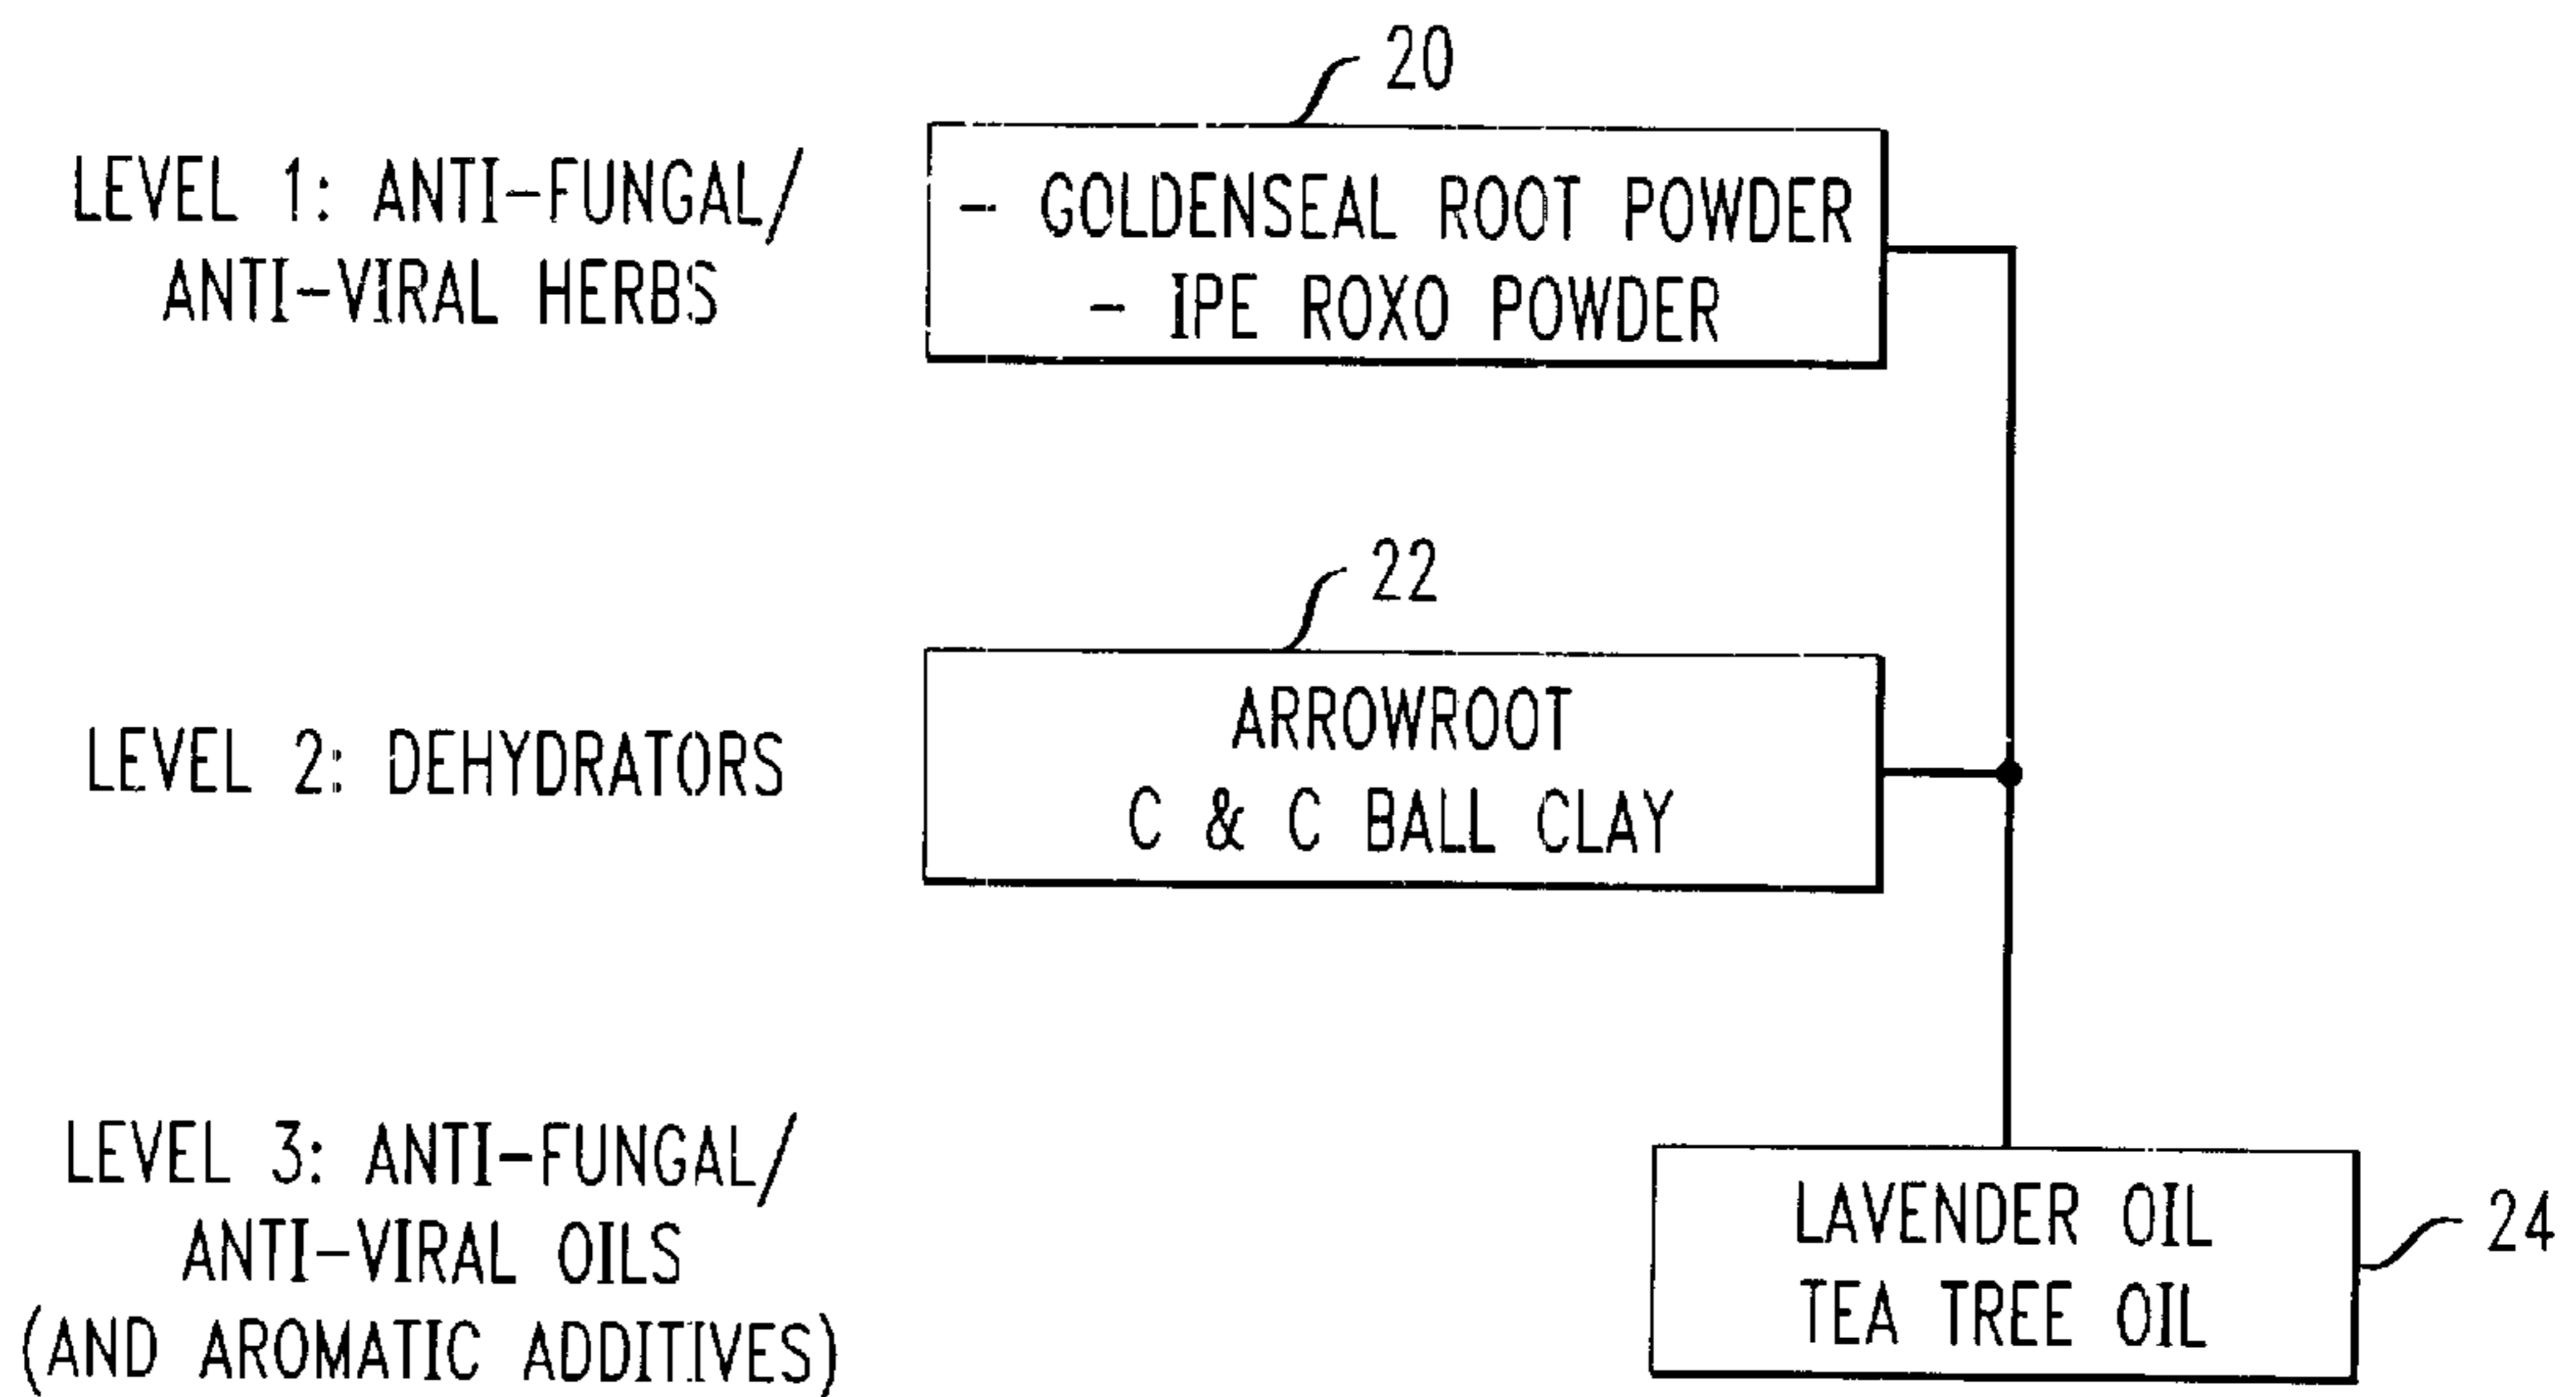 20
LEVEL 1: ANTI-FUNGAL/
ANTI-VIRAL HERBS
- GOLDENSEAL ROOT POWDER
- IPE ROXO POWDER
22
LEVEL 2: DEHYDRATORS
ARROWROOT
C & C BALL CLAY
LEVEL 3: ANTI-FUNGAL/
ANTI-VIRAL OILS
(AND AROMATIC ADDITIVES)
LAVENDER OIL
TEA TREE OIL
24